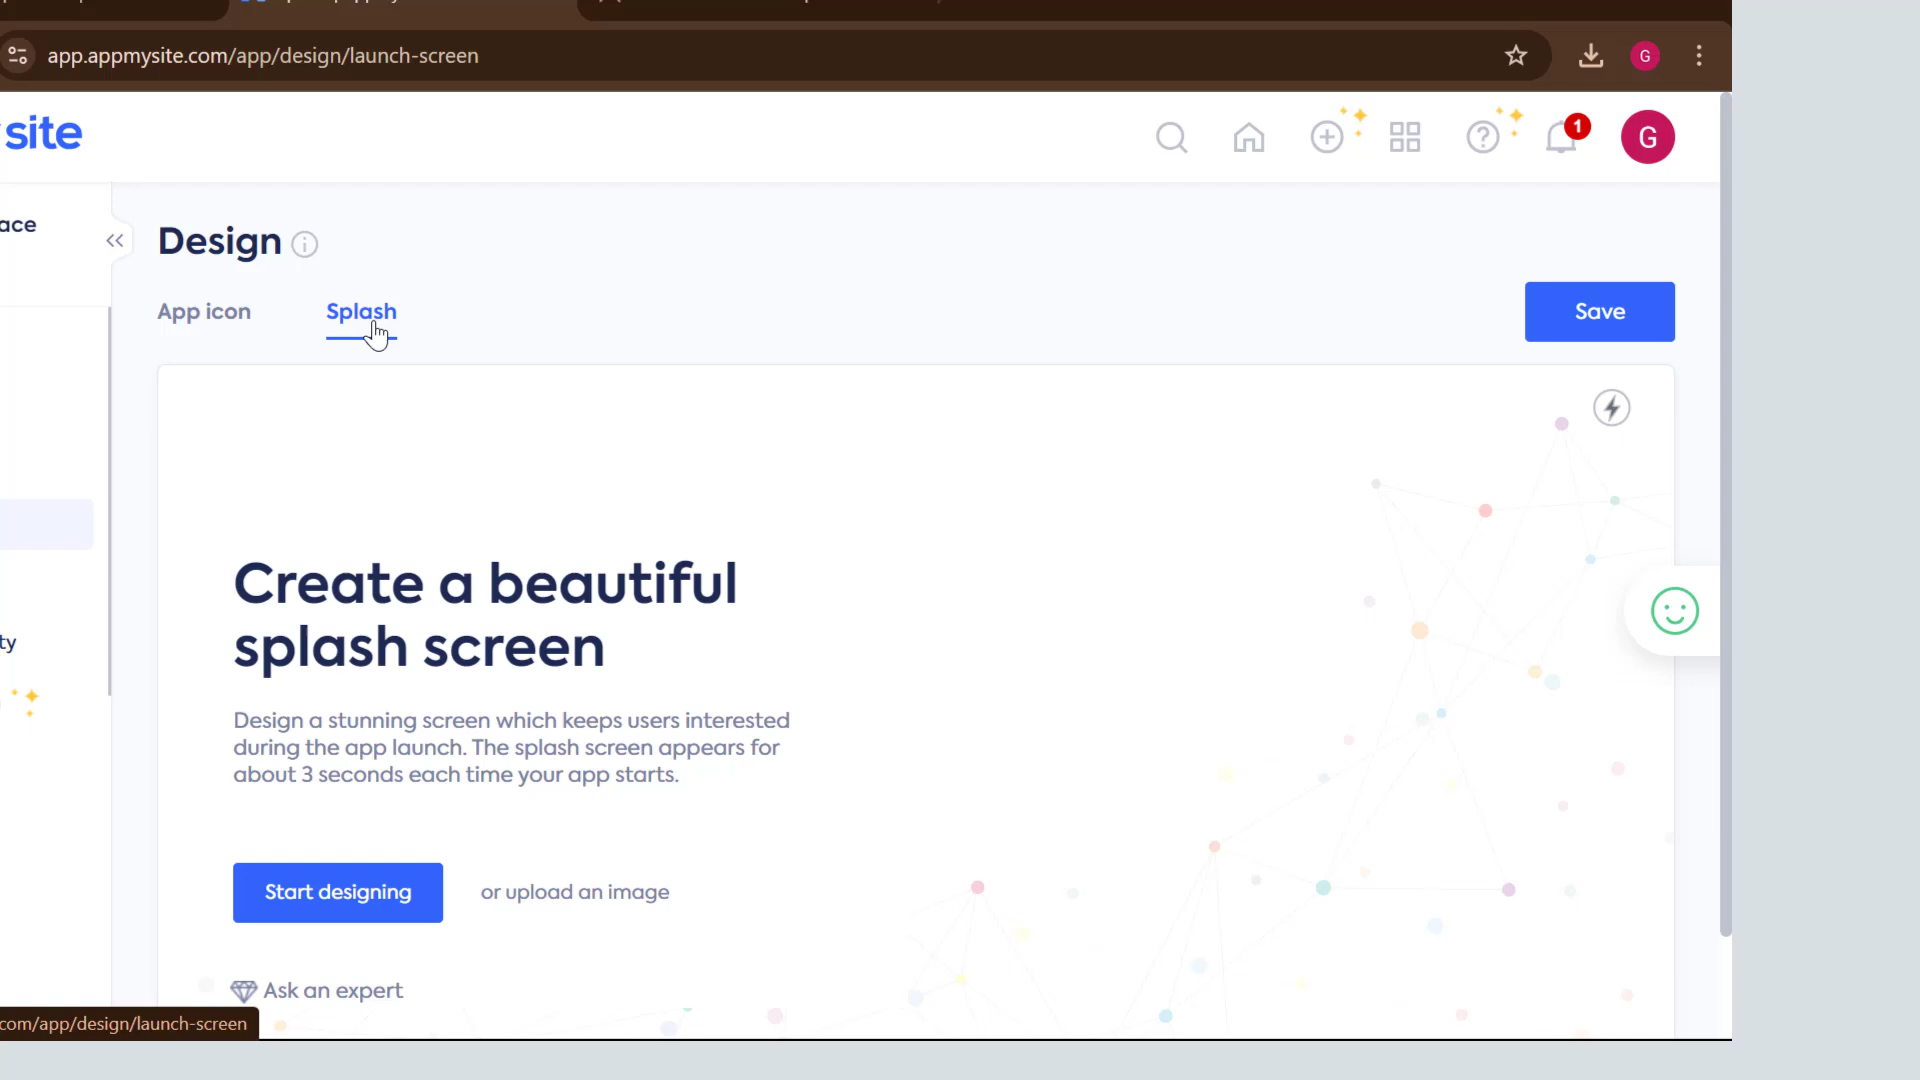 app.appmysite.com/app/design/launch-screen
G
site
1
G
ace
Design
App icon
Splash
Save
Create a beautiful
splash screen
ty
Design a stunning screen which keeps users interested
during the app launch. The splash screen appears for
about 3 seconds each time your app starts.
Start designing
or upload an image
Ask an expert
com/app/design/launch-screen